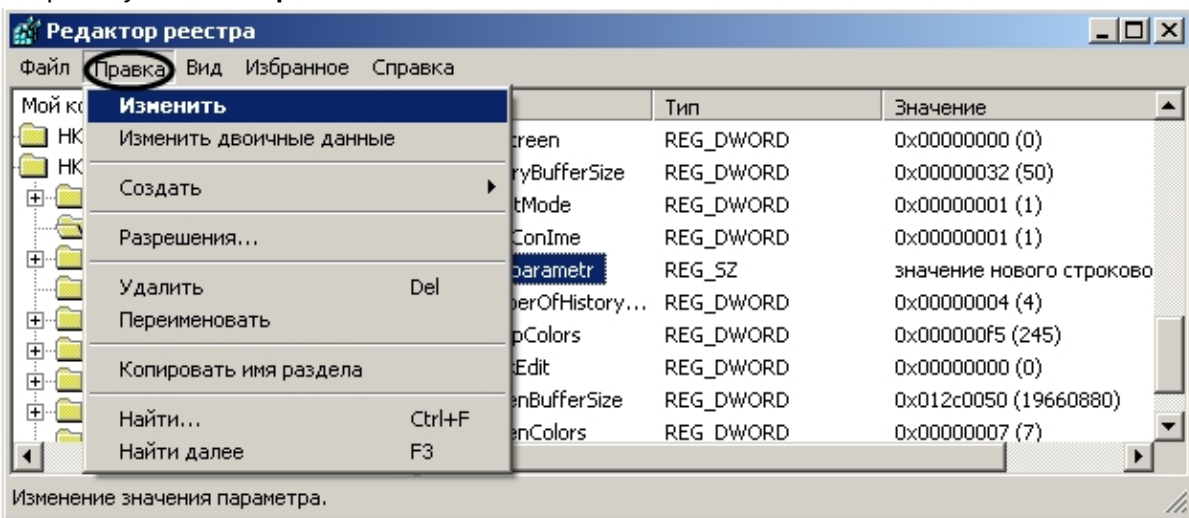 Редактор реестра
Файл Правка Вид Избранное Справка
Мой
Тип Значение
Изменить
Изменить двоичные данные
Создать
Разрешения...
Удалить Del
Переименовать
Копировать имя раздела
Найти... Ctrl+F
Найти далее F3
creen REG_DWORD 0x00000000 (0)
ryBufferSize REG_DWORD 0x00000032 (50)
tMode REG_DWORD 0x00000001 (1)
ConIme REG_DWORD 0x00000001 (1)
parametr REG_SZ значение нового строково
perOfHistory... REG_DWORD 0x00000004 (4)
pColors REG_DWORD 0x000000f5 (245)
Edit REG_DWORD 0x00000000 (0)
enBufferSize REG_DWORD 0x012c0050 (19660880)
enColors REG_DWORD 0x00000007 (7)
Изменение значения параметра.